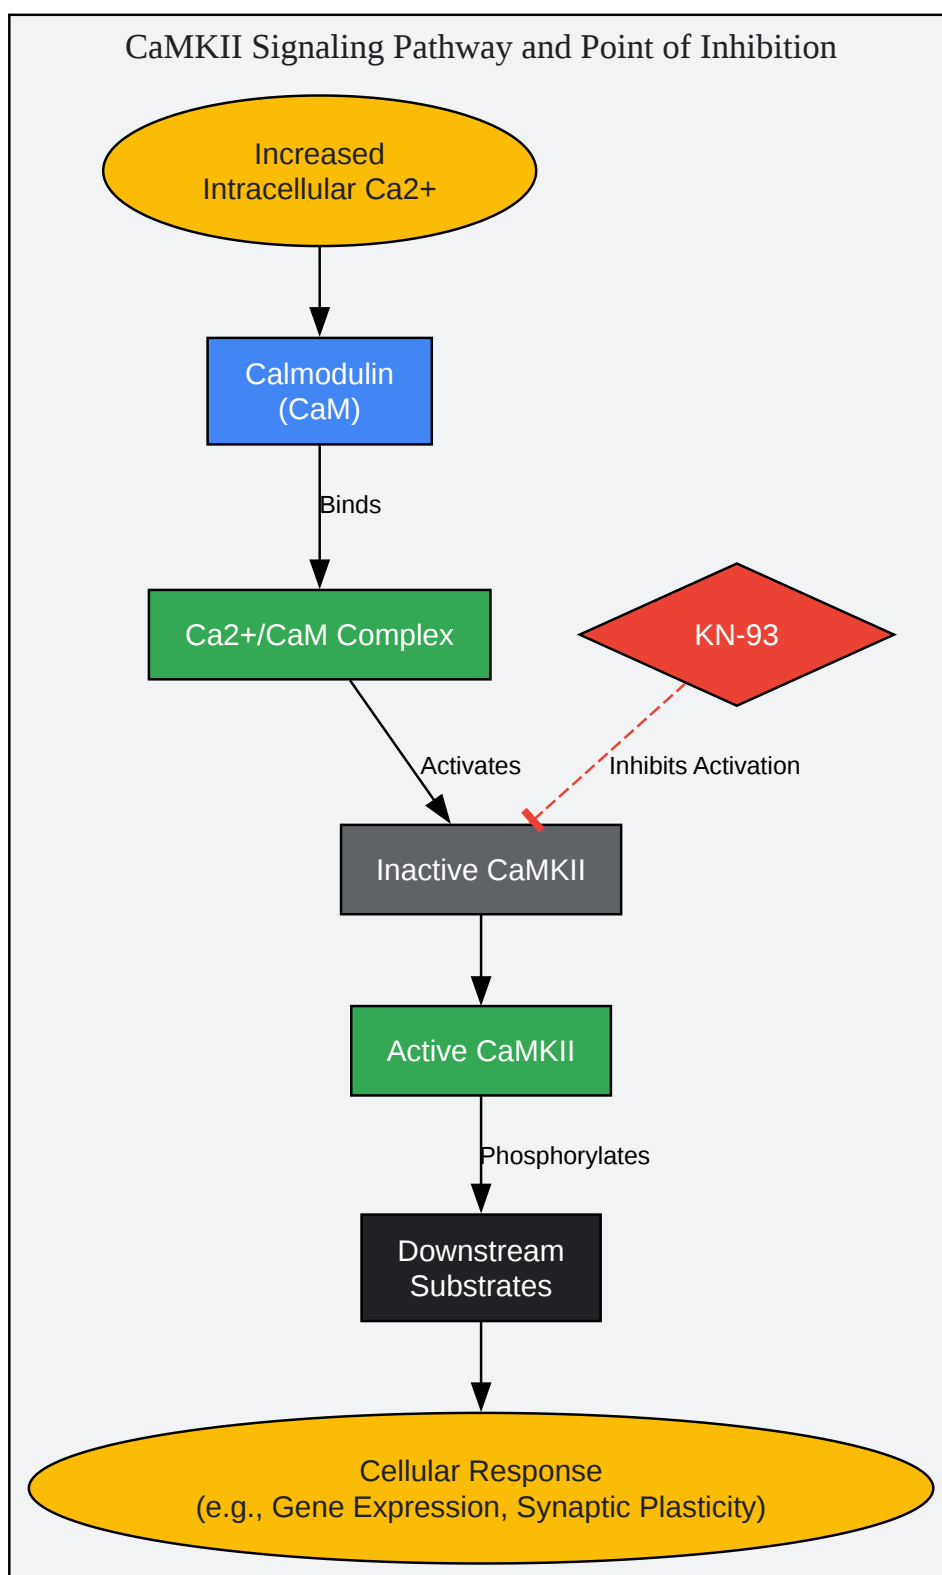 CaMKII Signaling Pathway and Point of Inhibition
Increased
Intracellular Ca2+
Calmodulin
(CaM)
Binds
Ca2+/CaM Complex
KN-93
Activates
Inhibits Activation
Inactive CaMKII
Active CaMKII
Phosphorylates
Downstream
Substrates
Cellular Response
(e.g., Gene Expression, Synaptic Plasticity)